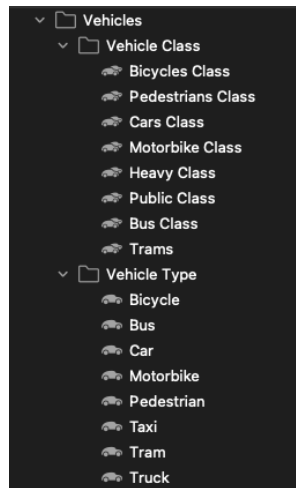 Vehicles
Vehicle Class
Bicycles Class
Pedestrians Class
Cars Class
Motorbike Class
Heavy Class
Public Class
Bus Class
Trams
Vehicle Type
Bicycle
Bus
Car
Motorbike
Pedestrian
Taxi
Tram
Truck